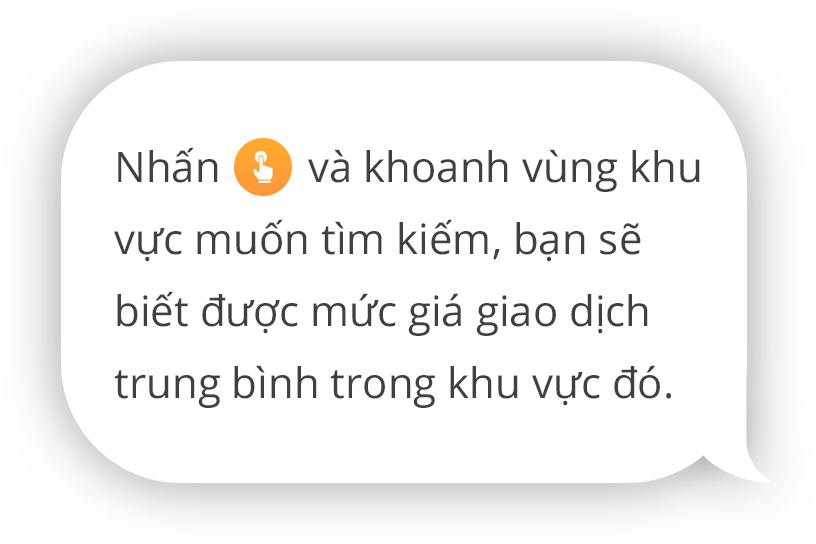 Nhấn và khoanh vùng khu
vực muốn tìm kiếm, bạn sẽ
biết được mức giá giao dịch
trung bình trong khu vực đó.